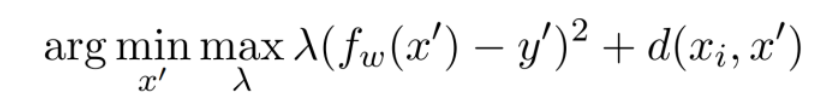 arg min max λ(f_w(x′) − y′)² + d(x_i, x′)
x′ λ